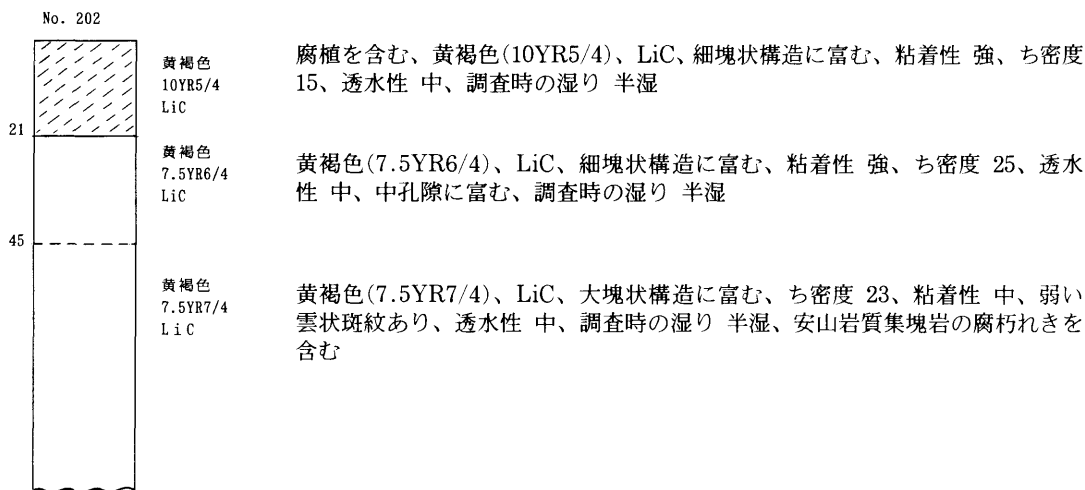 No. 202
黄褐色
10YR5/4
LiC
腐植を含む、黄褐色(10YR5/4)、LiC、細塊状構造に富む、粘着性 強、ち密度
15、透水性 中、調査時の湿り 半湿
21
黄褐色
7.5YR6/4
LiC
黄褐色(7.5YR6/4)、LiC、細塊状構造に富む、粘着性 強、ち密度 25、透水
性 中、中孔隙に富む、調査時の湿り 半湿
45
黄褐色
7.5YR7/4
LiC
黄褐色(7.5YR7/4)、LiC、大塊状構造に富む、ち密度 23、粘着性 中、弱い
雲状斑紋あり、透水性 中、調査時の湿り 半湿、安山岩質集塊岩の腐朽れきを
含む